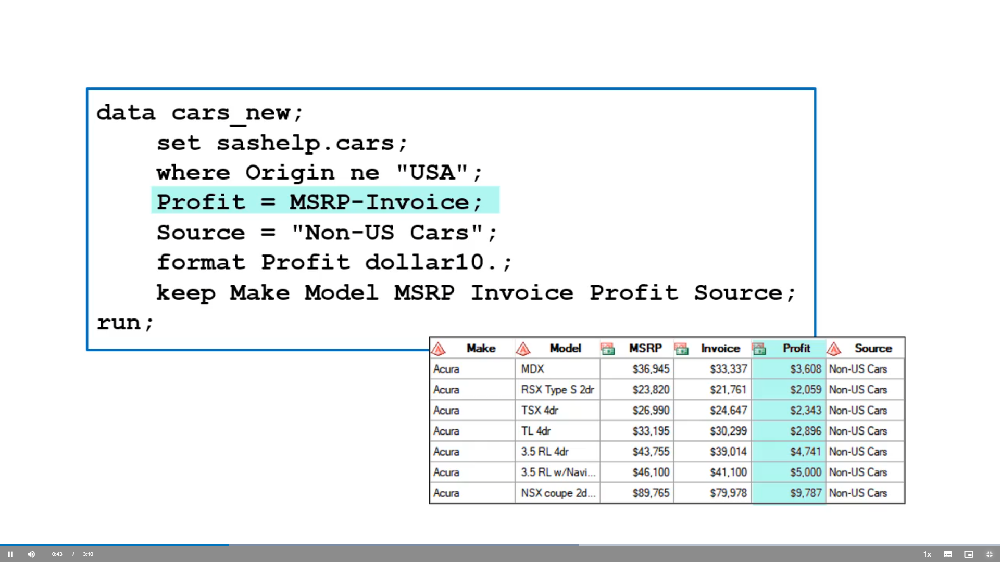 data cars_new;
set sashelp.cars;
where Origin ne "USA";
Profit = MSRP-Invoice;
Source = "Non-US Cars";
format Profit dollar10.;
keep Make Model MSRP Invoice Profit Source;
run;
Make Model MSRP Invoice Profit Source
Acura MDX $36,945 $33,337 $3,608 Non-US Cars
Acura RSX Type S 2dr $23,820 $21,761 $2,059 Non-US Cars
Acura TSX 4dr $26,990 $24,647 $2,343 Non-US Cars
Acura TL 4dr $33,195 $30,299 $2,896 Non-US Cars
Acura 3.5 RL 4dr $43,755 $39,014 $4,741 Non-US Cars
Acura 3.5 RL w/Navi... $46,100 $41,100 $5,000 Non-US Cars
Acura NSX coupe 2d... $89,765 $79,978 $9,787 Non-US Cars
0:43 / 3:10 1x